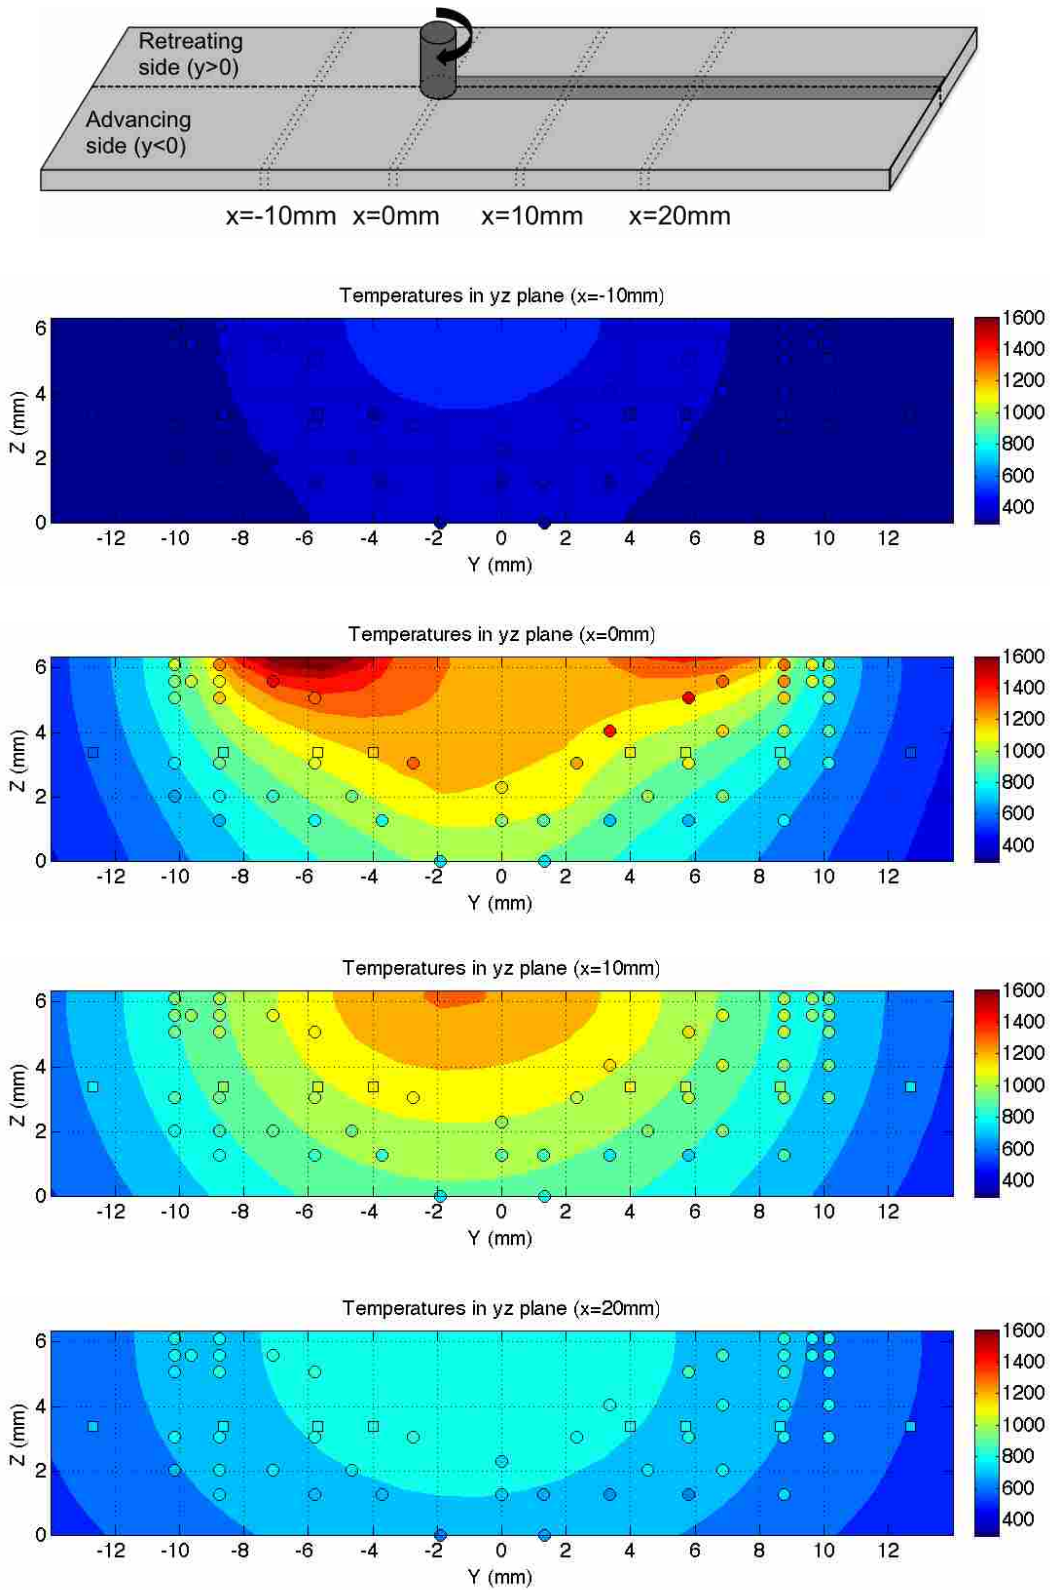 Retreating
side (y>0)
Advancing
side (y<0)
x=-10mm x=0mm x=10mm x=20mm
Temperatures in yz plane (x=-10mm)
Z (mm)
6
4
2
0
-12 -10 -8 -6 -4 -2 0 2 4 6 8 10 12
Y (mm)
1600
1400
1200
1000
800
600
400
Temperatures in yz plane (x=0mm)
Z (mm)
6
4
2
0
-12 -10 -8 -6 -4 -2 0 2 4 6 8 10 12
Y (mm)
1600
1400
1200
1000
800
600
400
Temperatures in yz plane (x=10mm)
Z (mm)
6
4
2
0
-12 -10 -8 -6 -4 -2 0 2 4 6 8 10 12
Y (mm)
1600
1400
1200
1000
800
600
400
Temperatures in yz plane (x=20mm)
Z (mm)
6
4
2
0
-12 -10 -8 -6 -4 -2 0 2 4 6 8 10 12
Y (mm)
1600
1400
1200
1000
800
600
400